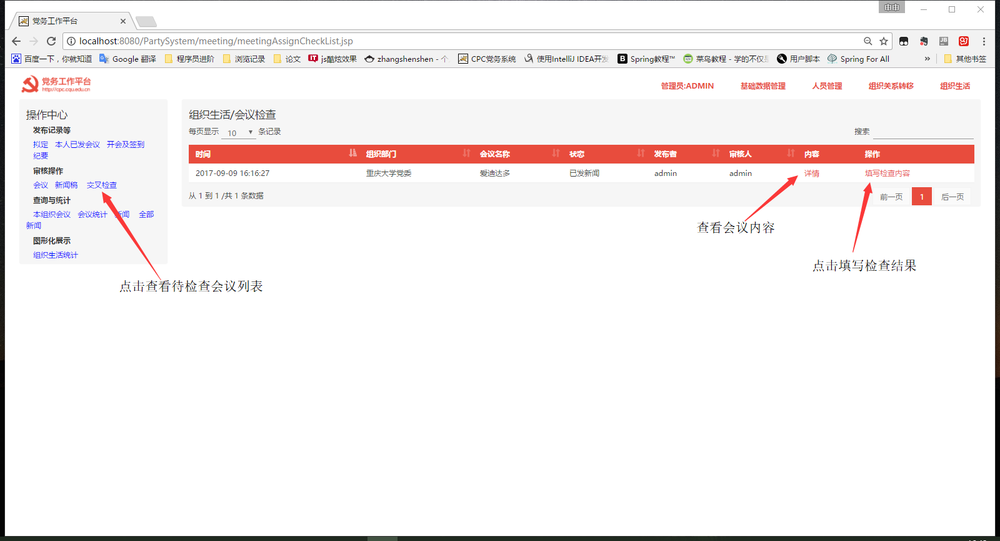 申申
党务工作平台
localhost:8080/PartySystem/meeting/meetingAssignCheckList.jsp
百度一下，你就知道 Google 翻译 程序员进阶 浏览记录 论文 js酷炫效果 zhangshenshen - 个 CPC党务系统 使用IntelliJ IDEA开发 Spring教程™ 菜鸟教程 - 学的不仅是 用户脚本 Spring For All » 其他书签
党务工作平台
http://cpc.cqu.edu.cn
管理员:ADMIN 基础数据管理 人员管理 组织关系转移 组织生活
操作中心
发布记录等
拟定 本人已发会议 开会及签到
纪要
审核操作
会议 新闻稿 交叉检查
查询与统计
本组织会议 会议统计 新闻 全部
新闻
图形化展示
组织生活统计
组织生活/会议检查
每页显示 10 条记录 搜索
时间 组织部门 会议名称 状态 发布者 审核人 内容 操作
2017-09-09 16:16:27 重庆大学党委 爱迪达多 已发新闻 admin admin 详情 填写检查内容
从 1 到 1 /共 1 条数据 前一页 1 后一页
查看会议内容
点击填写检查结果
点击查看待检查会议列表